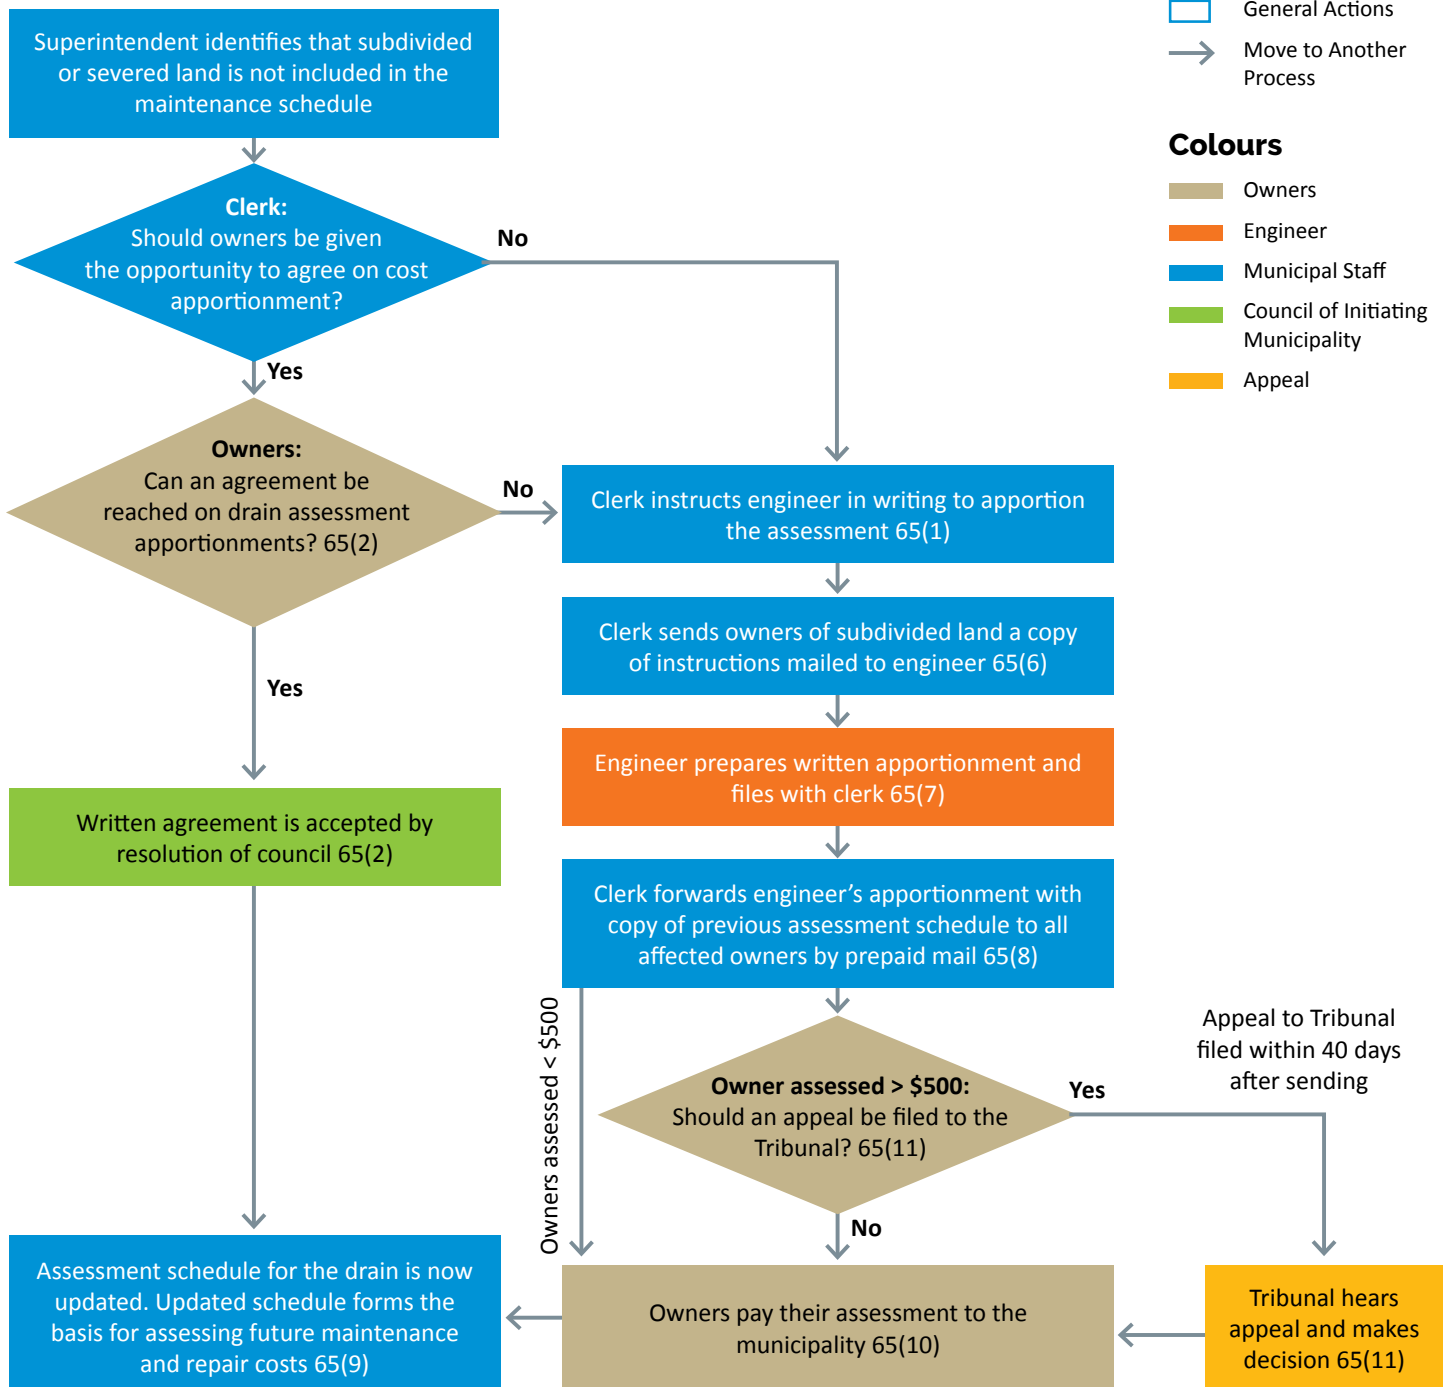 Superintendent identifies that subdivided
or severed land is not included in the
maintenance schedule
General Actions
Move to Another
Process
Colours
Owners
Engineer
Municipal Staff
Council of Initiating
Municipality
Appeal
Clerk:
Should owners be given
the opportunity to agree on cost
apportionment?
No
Yes
Owners:
Can an agreement be
reached on drain assessment
apportionments? 65(2)
No
Yes
Clerk instructs engineer in writing to apportion
the assessment 65(1)
Clerk sends owners of subdivided land a copy
of instructions mailed to engineer 65(6)
Engineer prepares written apportionment and
files with clerk 65(7)
Written agreement is accepted by
resolution of council 65(2)
Clerk forwards engineer’s apportionment with
copy of previous assessment schedule to all
affected owners by prepaid mail 65(8)
Owners assessed < $500
Owner assessed > $500:
Should an appeal be filed to the
Tribunal? 65(11)
Yes
Appeal to Tribunal
filed within 40 days
after sending
No
Assessment schedule for the drain is now
updated. Updated schedule forms the
basis for assessing future maintenance
and repair costs 65(9)
Owners pay their assessment to the
municipality 65(10)
Tribunal hears
appeal and makes
decision 65(11)